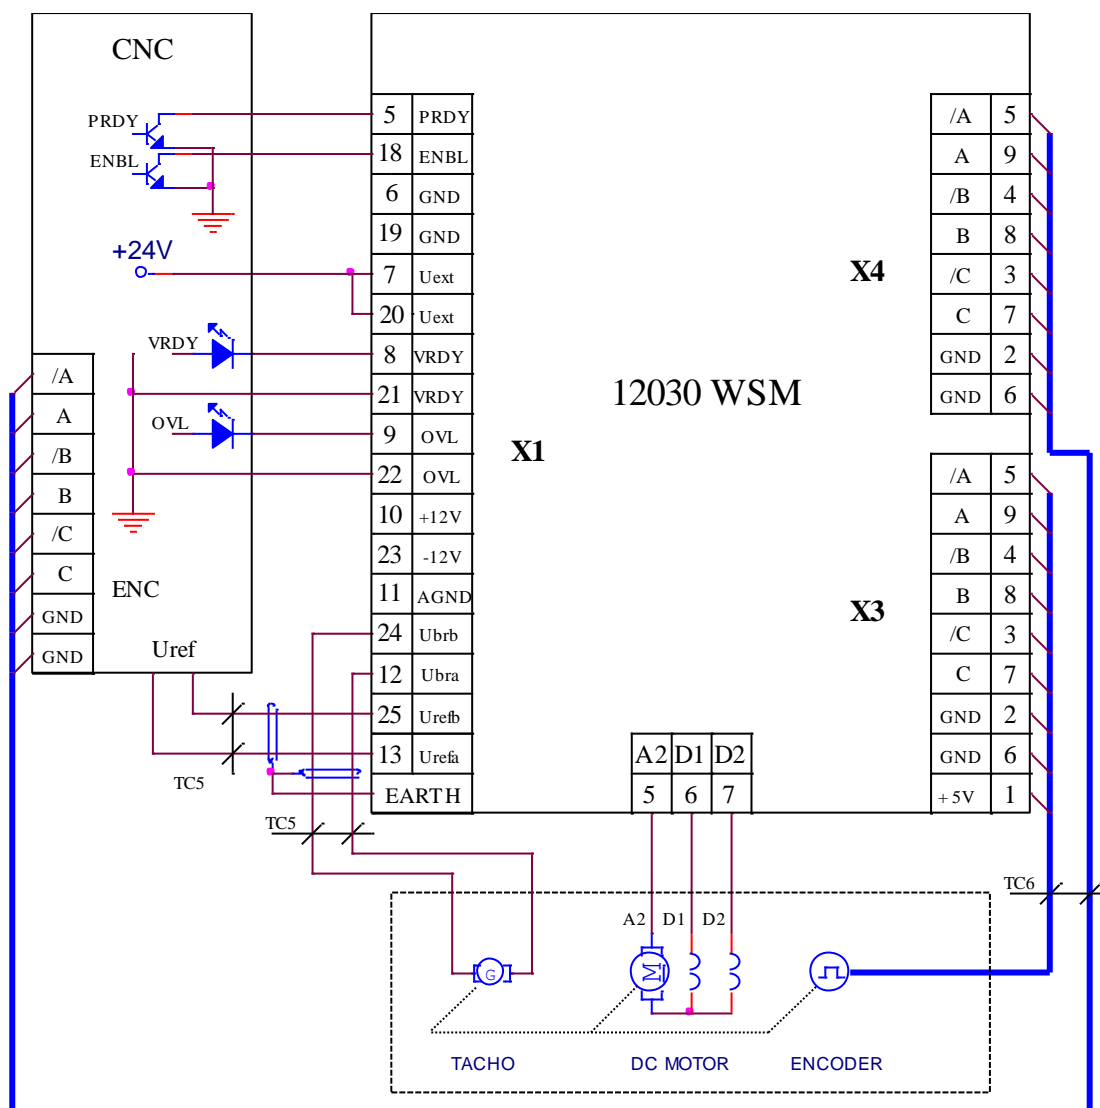 CNC
PRDY
ENBL
+24V
VRDY
OVL
/A
A
/B
B
/C
C
GND
GND
ENC
Uref
TC5
5 PRDY
18 ENBL
6 GND
19 GND
7 Uext
20 Uext
8 VRDY
21 VRDY
9 OVL
22 OVL
10 +12V
23 -12V
11 AGND
24 Ubrb
12 Ubra
25 Urefb
13 Urefa
EARTH
X1
12030 WSM
X4
/A 5
A 9
/B 4
B 8
/C 3
C 7
GND 2
GND 6
X3
/A 5
A 9
/B 4
B 8
/C 3
C 7
GND 2
GND 6
+5V 1
A2 D1 D2
5 6 7
TC5
TC6
A2 D1 D2
G
M
TACHO DC MOTOR ENCODER